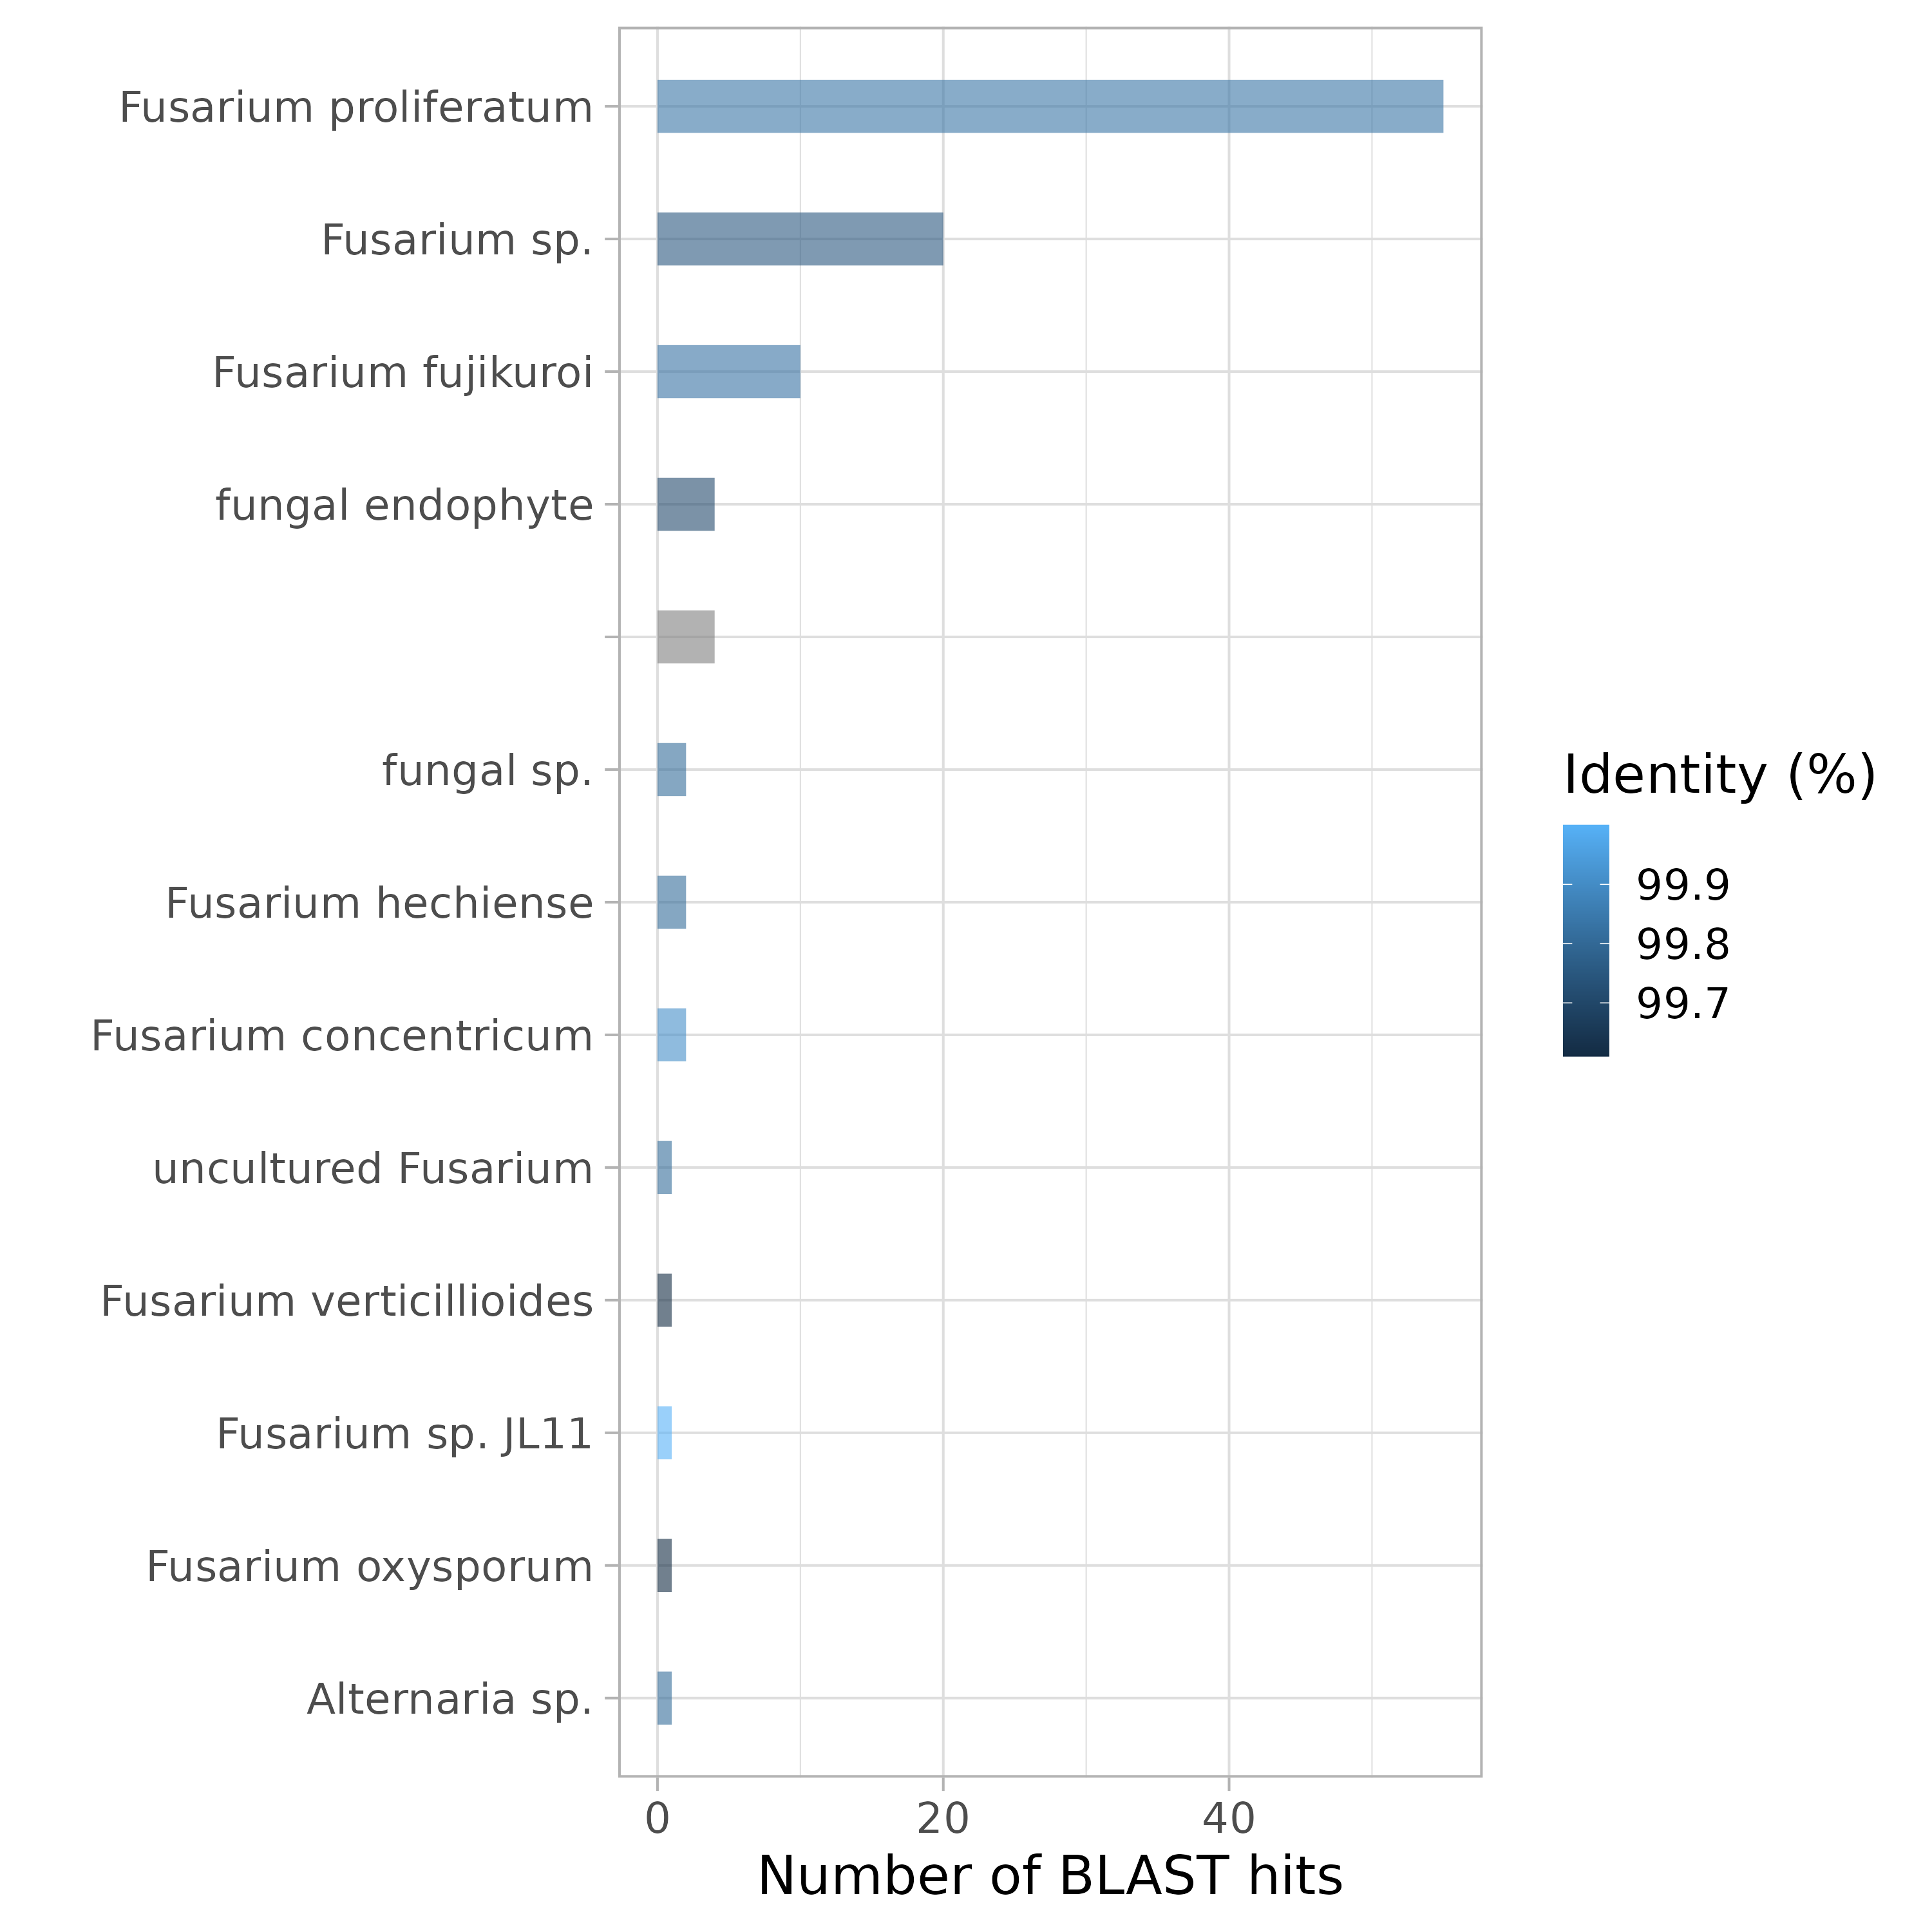 Fusarium proliferatum
Fusarium sp.
Fusarium fujikuroi
fungal endophyte
fungal sp.
Fusarium hechiense
Fusarium concentricum
uncultured Fusarium
Fusarium verticillioides
Fusarium sp. JL11
Fusarium oxysporum
Alternaria sp.
0 20 40
Number of BLAST hits
Identity (%)
99.9
99.8
99.7